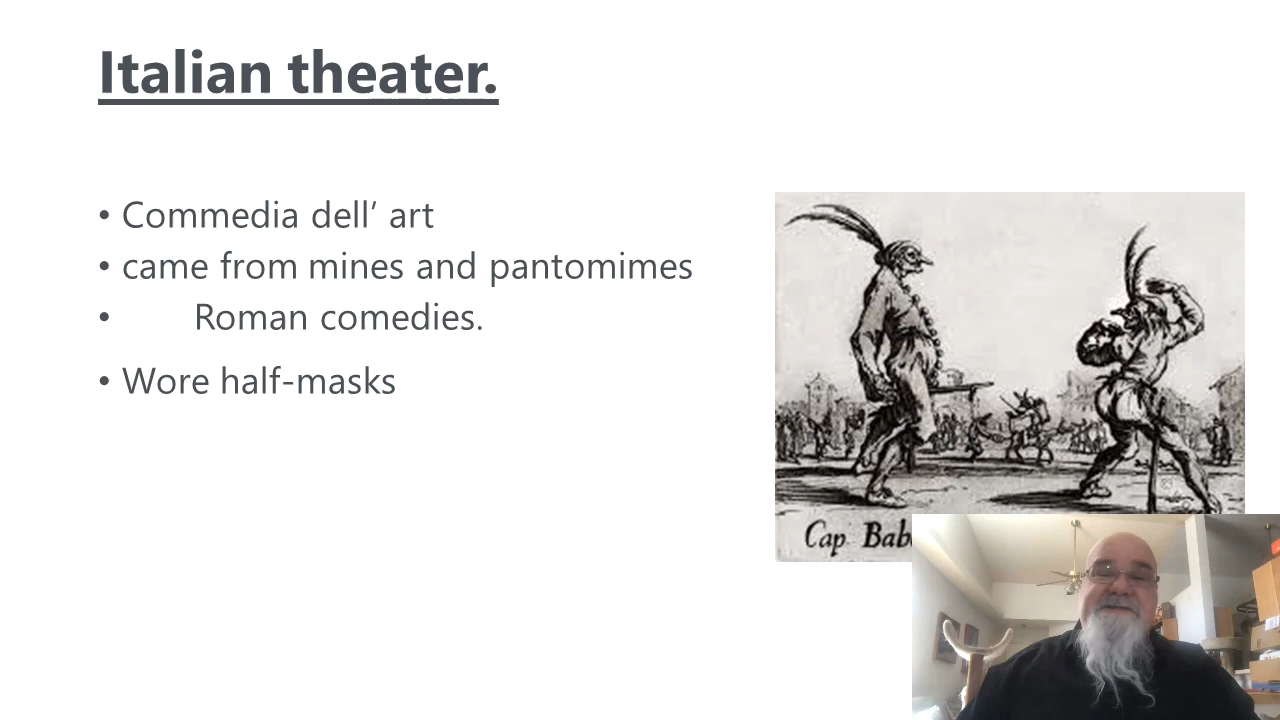 Italian theater.
• Commedia dell’ art
• came from mines and pantomimes
• Roman comedies.
• Wore half-masks
Cap Bab